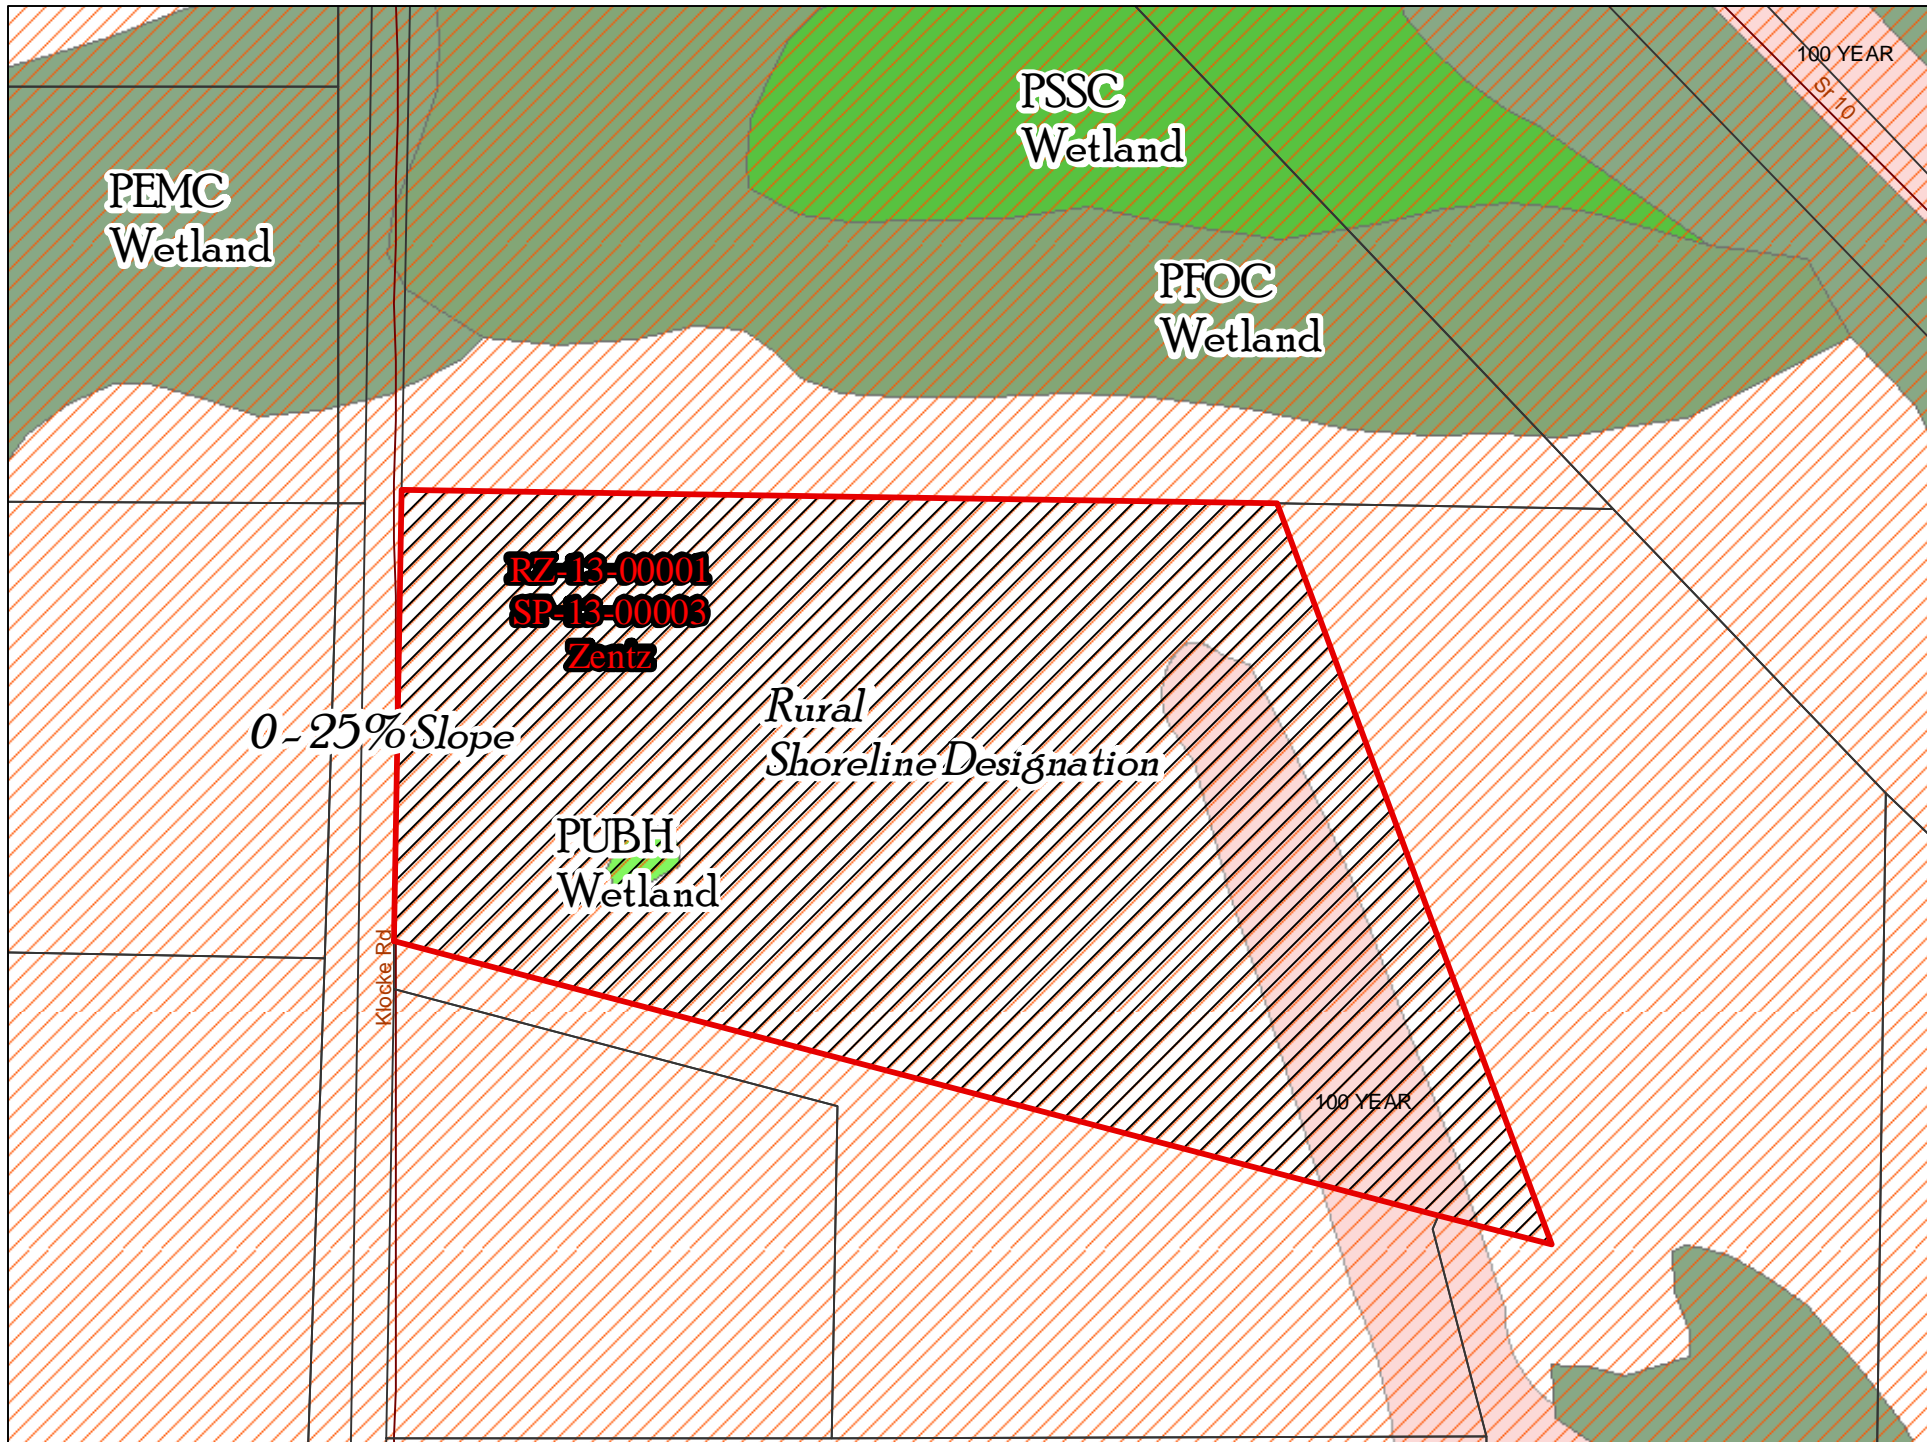 100 YEAR
Sr 10
PSSC
Wetland
PEMC
Wetland
PFOC
Wetland
RZ-13-00001
SP-13-00003
Zentz
0-25% Slope
Rural
Shoreline Designation
PUBH
Wetland
Klocke Rd
100 YEAR